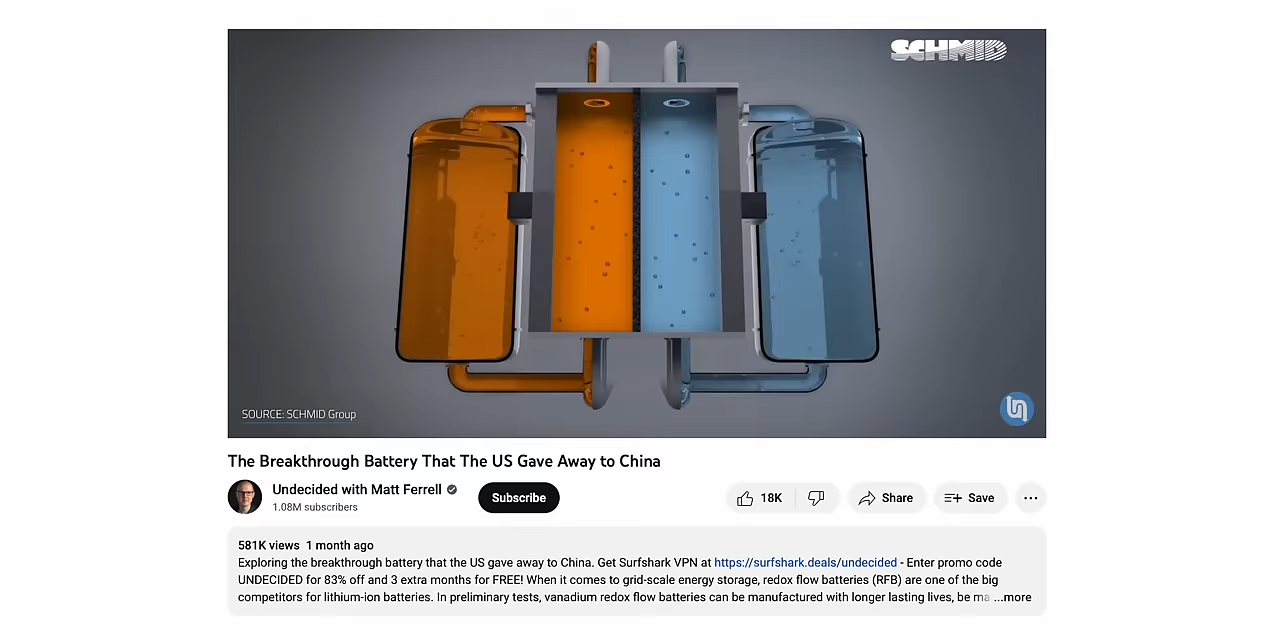 SCHMID
SOURCE: SCHMID Group
The Breakthrough Battery That The US Gave Away to China
Undecided with Matt Ferrell
1.08M subscribers
Subscribe
18K
Share
Save
581K views 1 month ago
Exploring the breakthrough battery that the US gave away to China. Get Surfshark VPN at https://surfshark.deals/undecided - Enter promo code
UNDECIDED for 83% off and 3 extra months for FREE! When it comes to grid-scale energy storage, redox flow batteries (RFB) are one of the big
competitors for lithium-ion batteries. In preliminary tests, vanadium redox flow batteries can be manufactured with longer lasting lives, be ma ...more